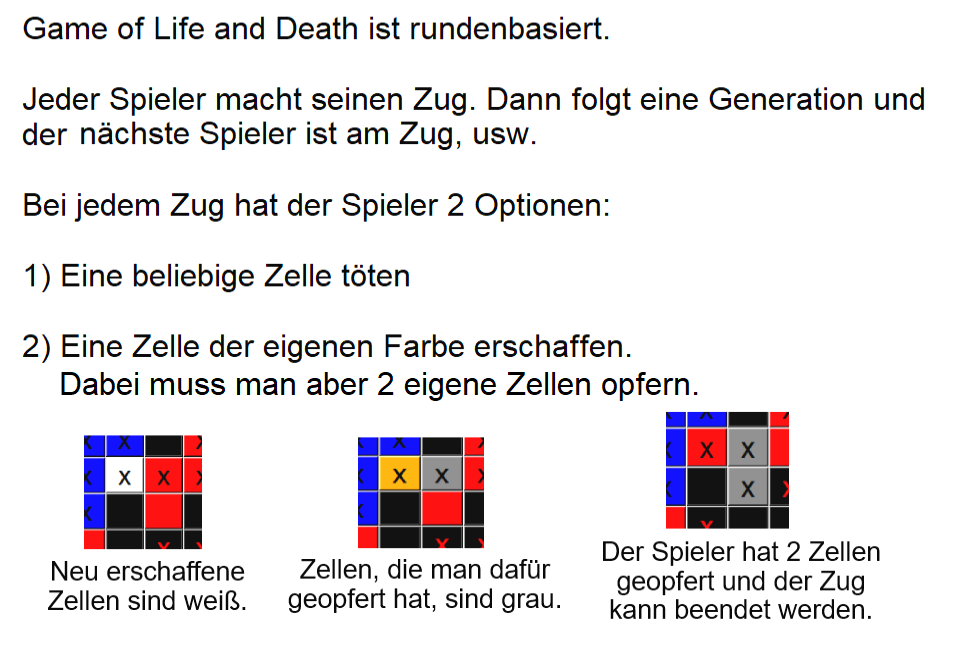 Game of Life and Death ist rundenbasiert.
Jeder Spieler macht seinen Zug. Dann folgt eine Generation und
der nächste Spieler ist am Zug, usw.
Bei jedem Zug hat der Spieler 2 Optionen:
1) Eine beliebige Zelle töten
2) Eine Zelle der eigenen Farbe erschaffen.
Dabei muss man aber 2 eigene Zellen opfern.
Neu erschaffene
Zellen sind weiß.
Zellen, die man dafür
geopfert hat, sind grau.
Der Spieler hat 2 Zellen
geopfert und der Zug
kann beendet werden.